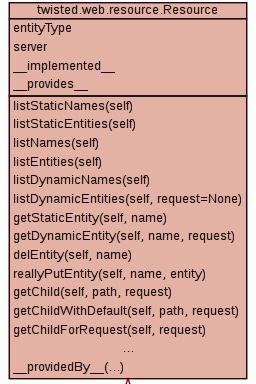 twisted.web.resource.Resource
entityType
server
__implemented__
__provides__
listStaticNames(self)
listStaticEntities(self)
listNames(self)
listEntities(self)
listDynamicNames(self)
listDynamicEntities(self, request=None)
getStaticEntity(self, name)
getDynamicEntity(self, name, request)
delEntity(self, name)
reallyPutEntity(self, name, entity)
getChild(self, path, request)
getChildWithDefault(self, path, request)
getChildForRequest(self, request)
...
__providedBy__(...)